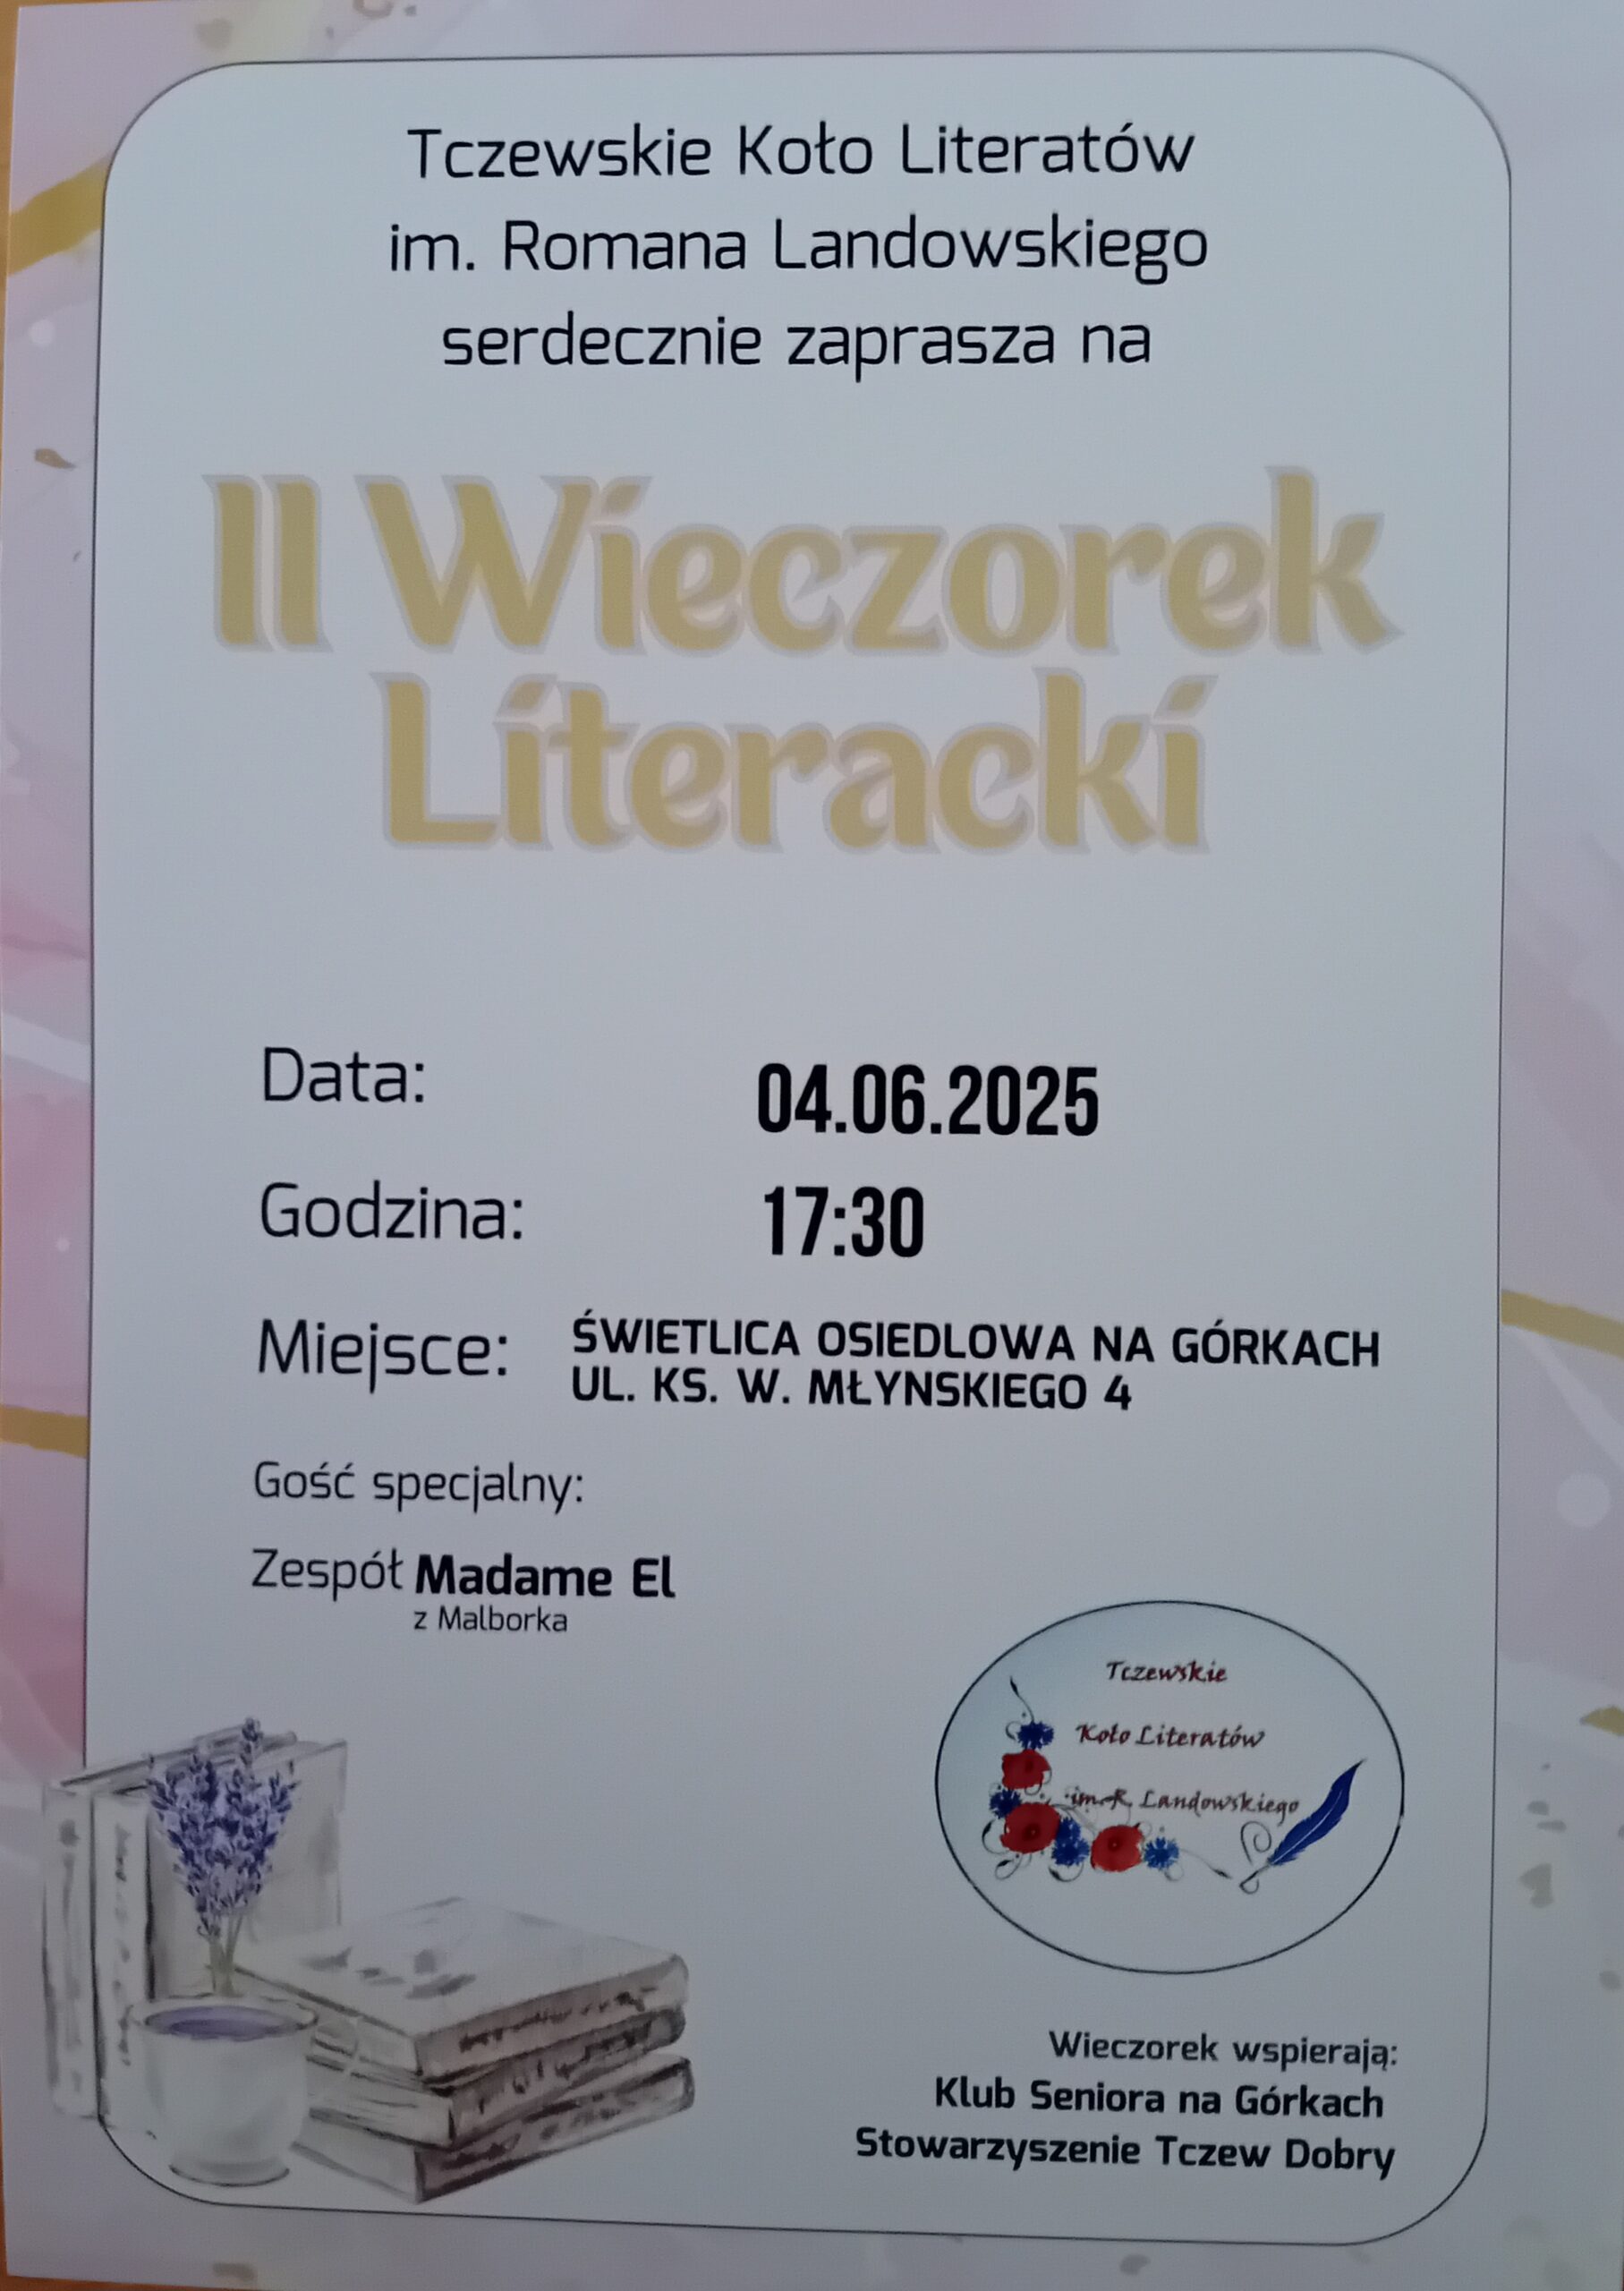 Tczewskie Koło Literatów
im. Romana Landowskiego
serdecznie zaprasza na
II Wieczorek
Literacki
Data: 04.06.2025
Godzina: 17:30
Miejsce: ŚWIETLICA OSIEDLOWA NA GÓRKACH
UL. KS. W. MŁYNSKIEGO 4
Gość specjalny:
Zespół Madame El
z Malborka
Tczewskie
Koło Literatów
im. R. Landowskiego
Wieczorek wspierają:
Klub Seniora na Górkach
Stowarzyszenie Tczew Dobry